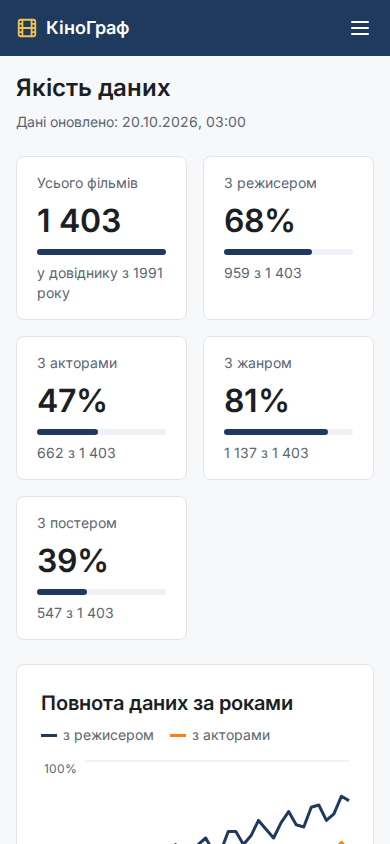 КіноГраф
Якість даних
Дані оновлено: 20.10.2026, 03:00
Усього фільмів
1 403
у довіднику з 1991
року
З режисером
68%
959 з 1 403
З акторами
47%
662 з 1 403
З жанром
81%
1 137 з 1 403
З постером
39%
547 з 1 403
Повнота даних за роками
з режисером з акторами
100%